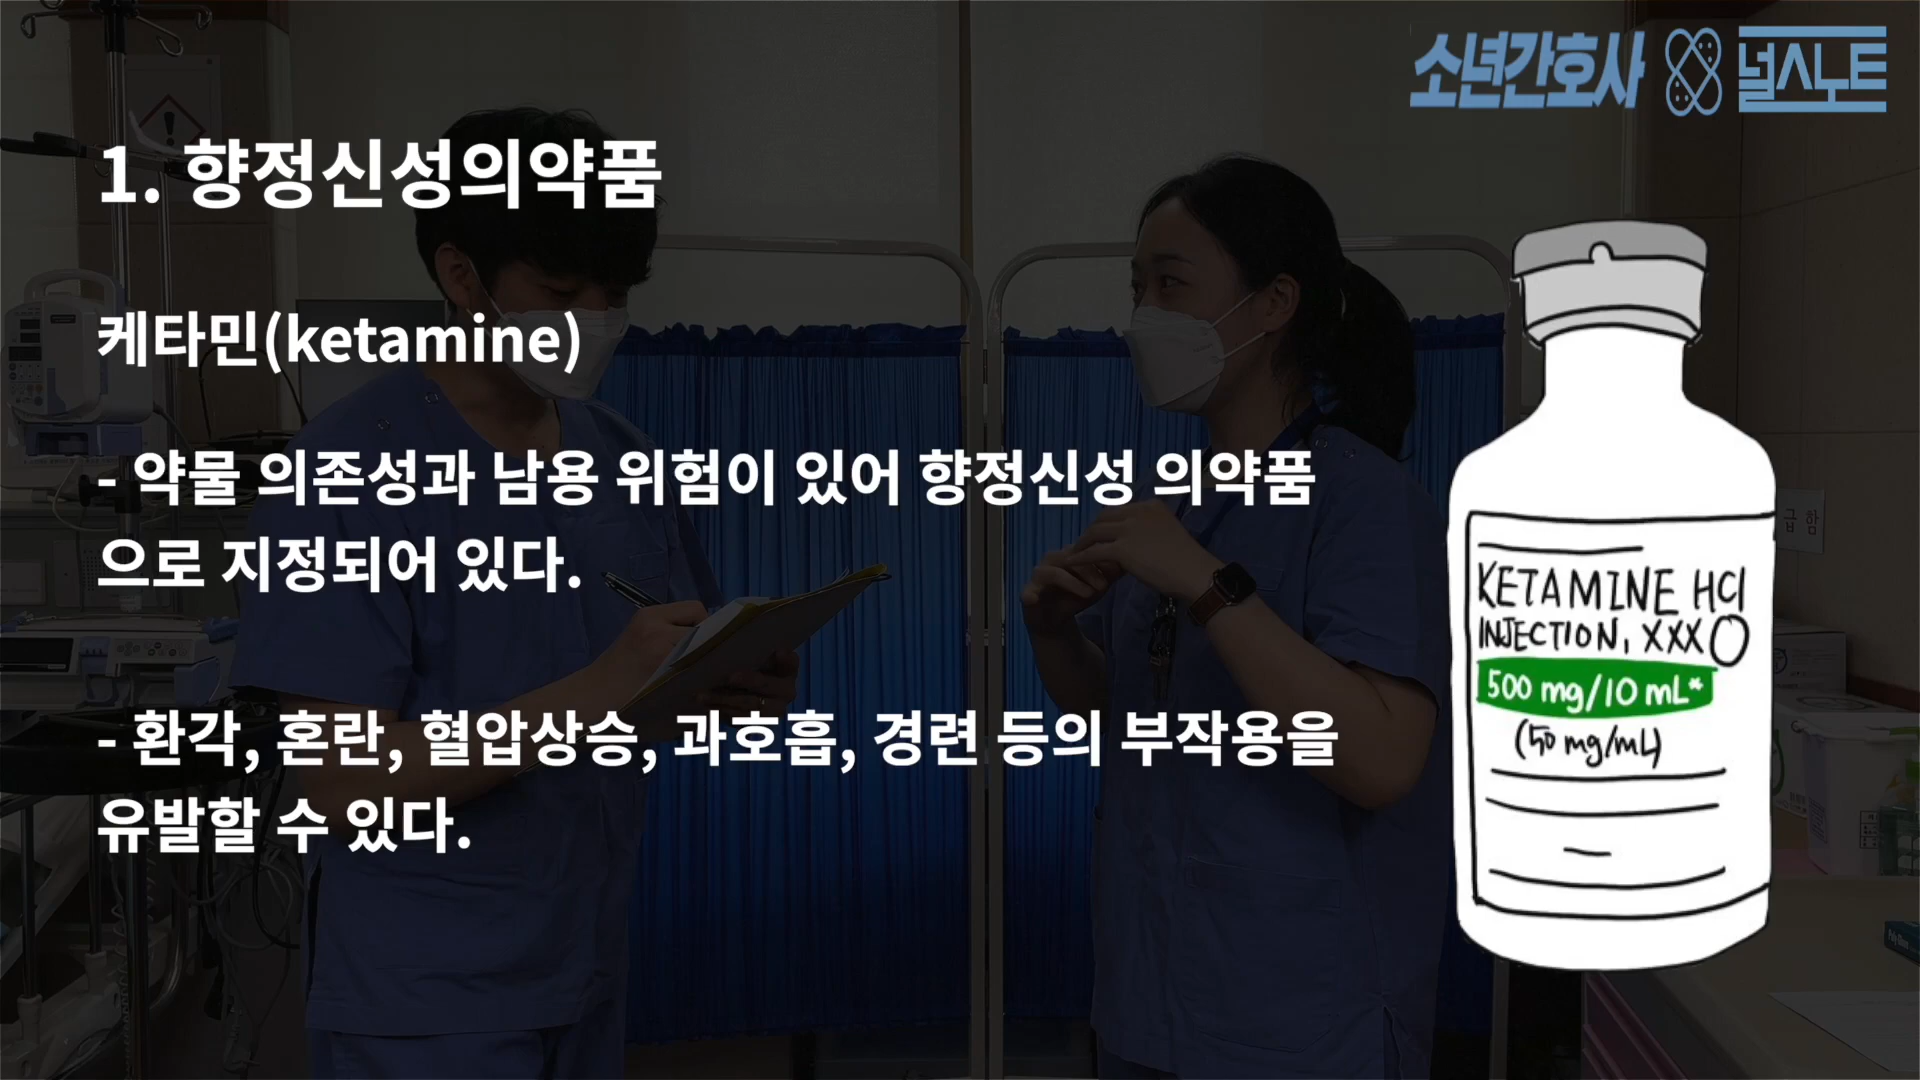 소년간호사 널스노트
1. 향정신성의약품
케타민(ketamine)
- 약물 의존성과 남용 위험이 있어 향정신성 의약품
으로 지정되어 있다.
- 환각, 혼란, 혈압상승, 과호흡, 경련 등의 부작용을
유발할 수 있다.
KETAMINE HCl
INJECTION, XXX
500 mg/10 mL*
(50 mg/mL)
급함